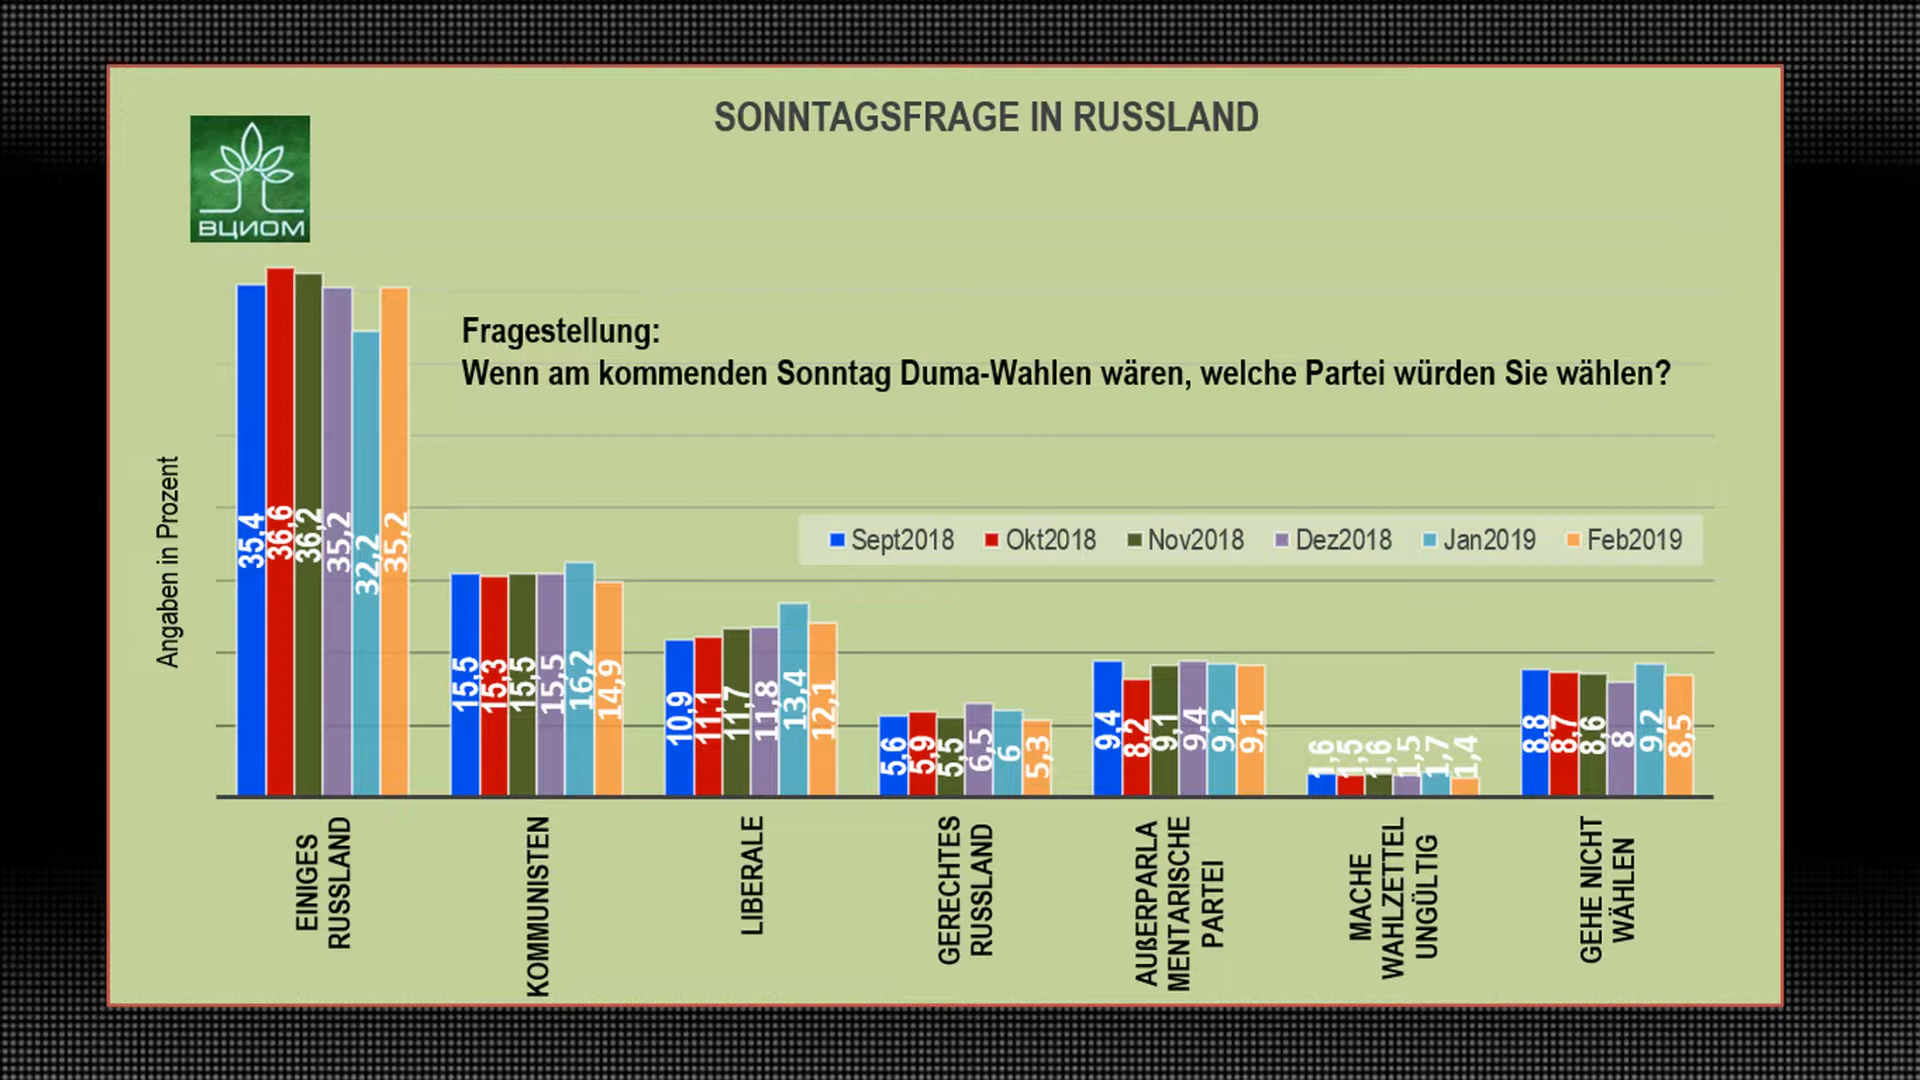 SONNTAGSFRAGE IN RUSSLAND
ВЦИОМ
Fragestellung:
Wenn am kommenden Sonntag Duma-Wahlen wären, welche Partei würden Sie wählen?
Angaben in Prozent
Sept2018 Okt2018 Nov2018 Dez2018 Jan2019 Feb2019
35,4 36,6 36,2 35,2 32,2 35,2
15,5 15,3 15,5 15,5 16,2 14,9
10,9 11,1 11,7 11,8 13,4 12,1
5,6 5,9 5,5 6,5 6 5,3
9,4 8,2 9,1 9,4 9,2 9,1
1,6 1,5 1,6 1,5 1,7 1,4
8,8 8,7 8,6 8 9,2 8,5
EINIGES
RUSSLAND
KOMMUNISTEN
LIBERALE
GERECHTES
RUSSLAND
AUßERPARLA
MENTARISCHE
PARTEI
MACHE
WAHLZETTEL
UNGÜLTIG
GEHE NICHT
WÄHLEN